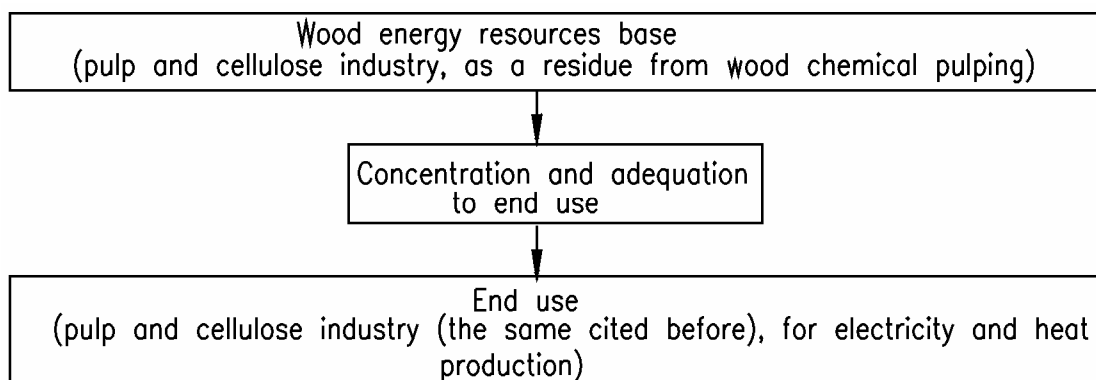 Wood energy resources base
(pulp and cellulose industry, as a residue from wood chemical pulping)
Concentration and adequation
to end use
End use
(pulp and cellulose industry (the same cited before), for electricity and heat
production)